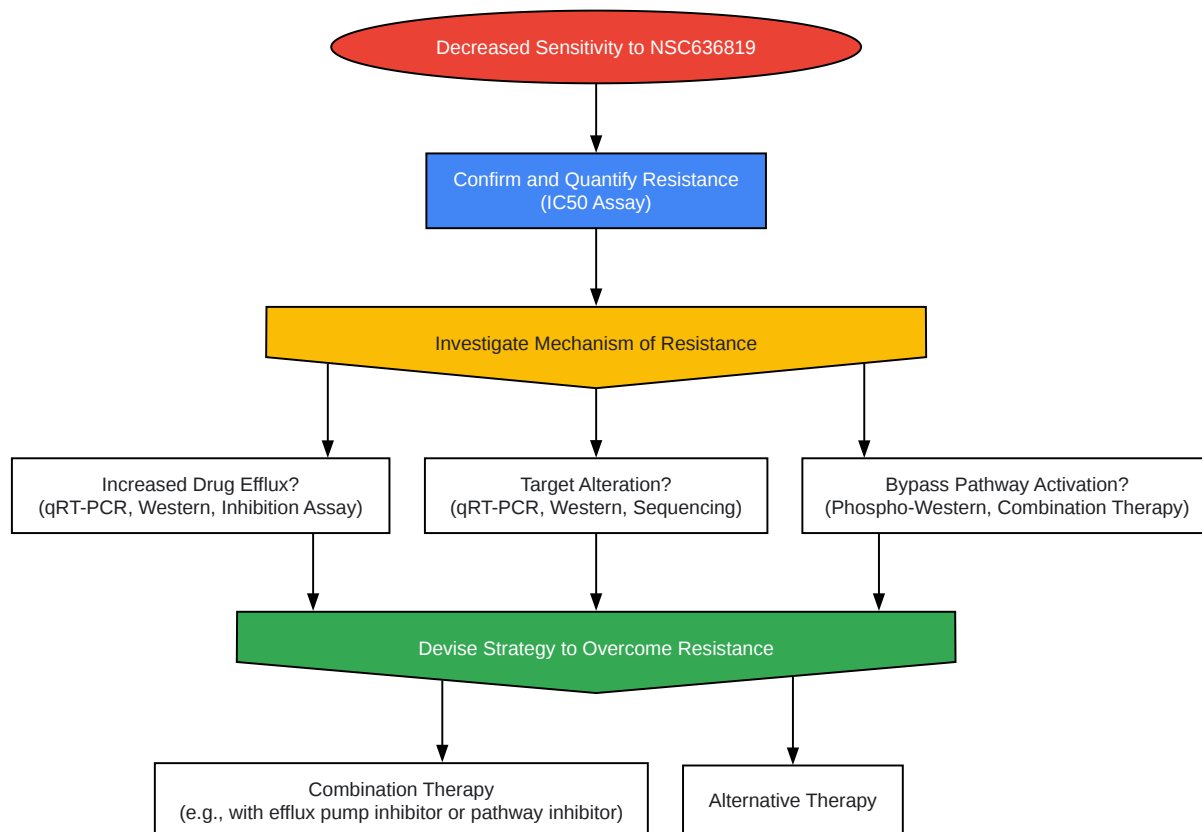 Decreased Sensitivity to NSC636819
Confirm and Quantify Resistance
(IC50 Assay)
Investigate Mechanism of Resistance
Increased Drug Efflux?
(qRT-PCR, Western, Inhibition Assay)
Target Alteration?
(qRT-PCR, Western, Sequencing)
Bypass Pathway Activation?
(Phospho-Western, Combination Therapy)
Devise Strategy to Overcome Resistance
Combination Therapy
(e.g., with efflux pump inhibitor or pathway inhibitor)
Alternative Therapy